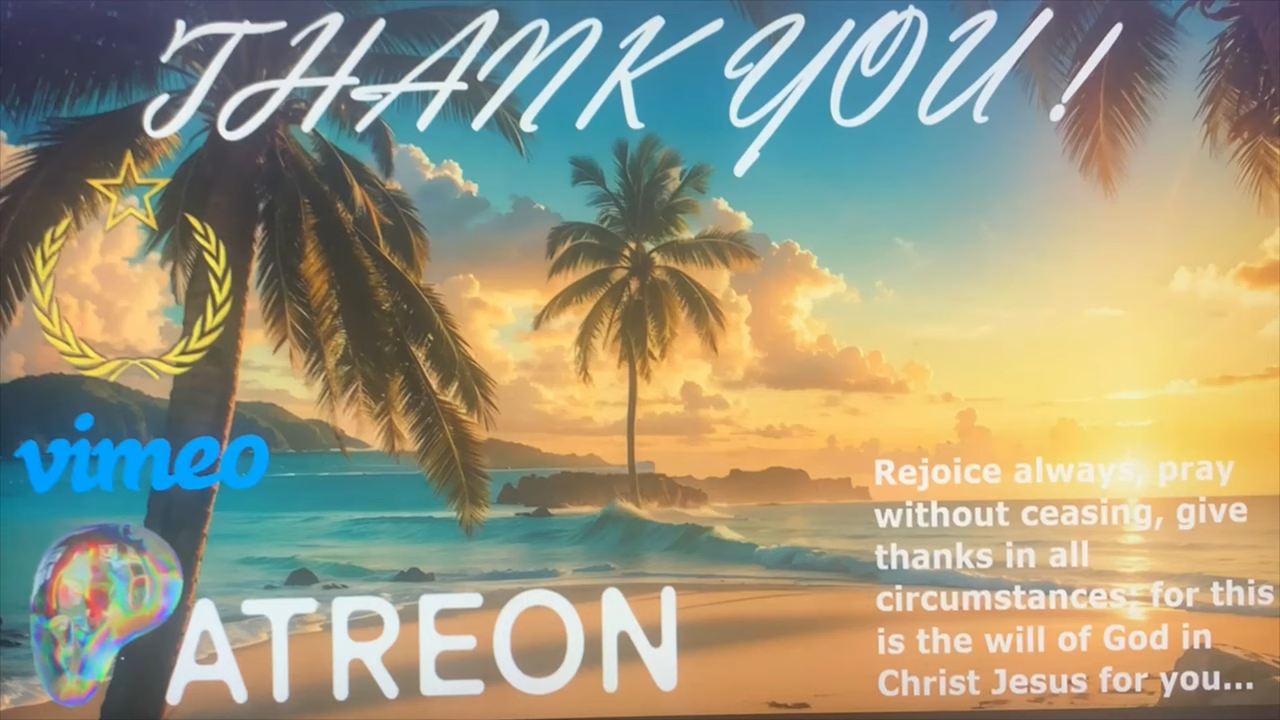 THANK YOU !
vimeo
PATREON
Rejoice always, pray
without ceasing, give
thanks in all
circumstances; for this
is the will of God in
Christ Jesus for you...